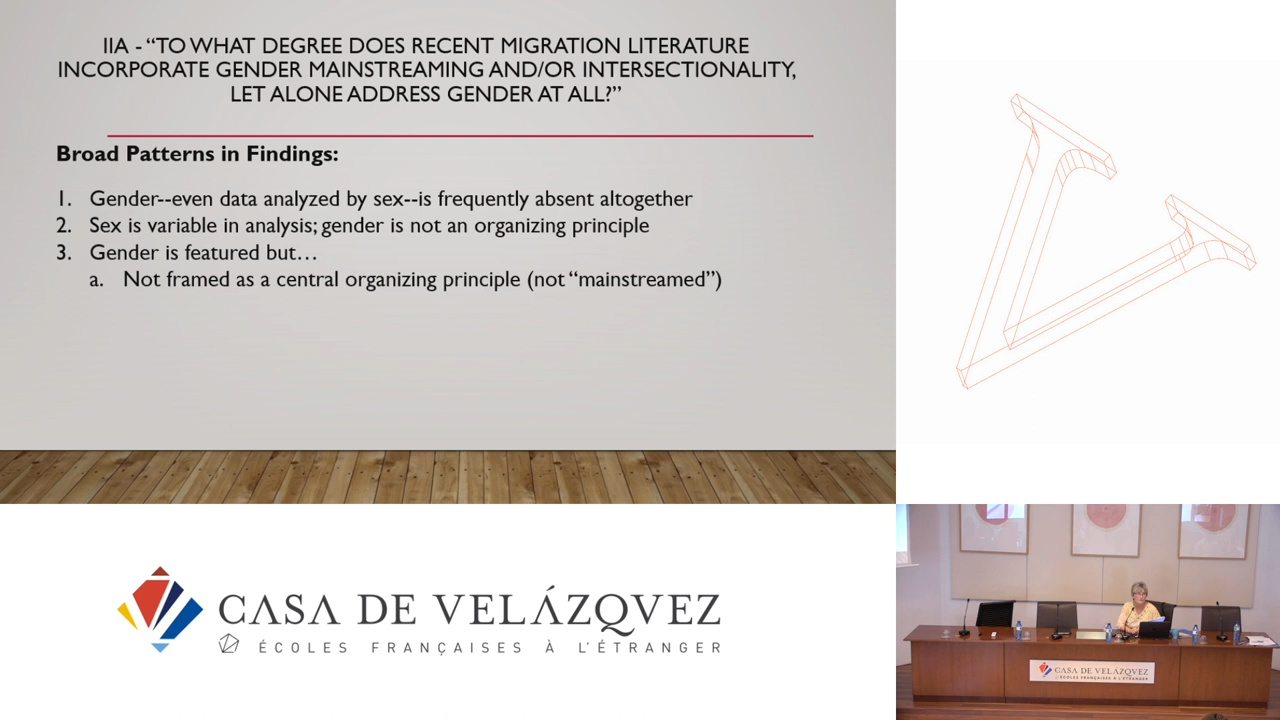 IIA - “TO WHAT DEGREE DOES RECENT MIGRATION LITERATURE
INCORPORATE GENDER MAINSTREAMING AND/OR INTERSECTIONALITY,
LET ALONE ADDRESS GENDER AT ALL?”
Broad Patterns in Findings:
1. Gender--even data analyzed by sex--is frequently absent altogether
2. Sex is variable in analysis; gender is not an organizing principle
3. Gender is featured but…
a. Not framed as a central organizing principle (not “mainstreamed”)
CASA DE VELÁZQVEZ
ÉCOLES FRANÇAISES À L'ÉTRANGER
CASA DE VELÁZQVEZ
ÉCOLES FRANÇAISES À L'ÉTRANGER